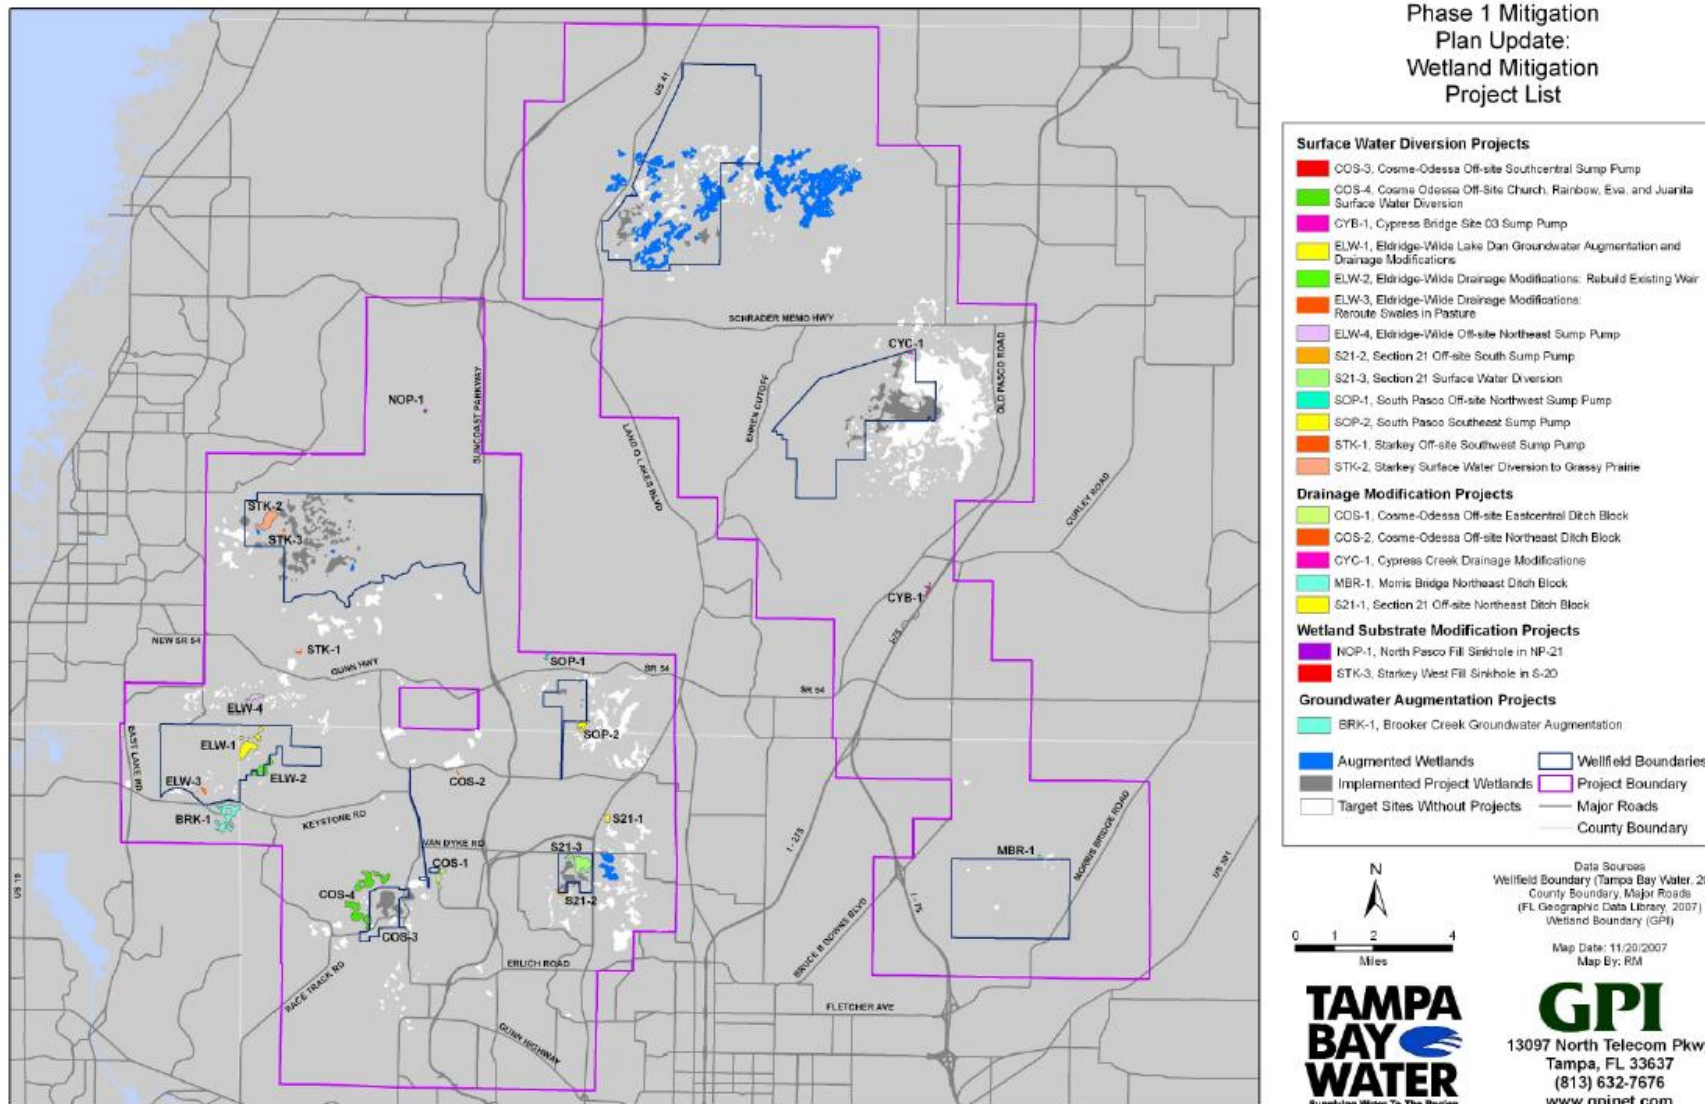 Phase 1 Mitigation
Plan Update:
Wetland Mitigation
Project List
Surface Water Diversion Projects
COS-3, Cosme-Odessa Off-site Southcentral Sump Pump
COS-4, Cosme Odessa Off-Site Church, Rainbow, Eva, and Juanita
Surface Water Diversion
CYB-1, Cypress Bridge Site 03 Sump Pump
ELW-1, Eldridge-Wilde Lake Dan Groundwater Augmentation and
Drainage Modifications
ELW-2, Eldridge-Wilde Drainage Modifications: Rebuild Existing Weir
ELW-3, Eldridge-Wilde Drainage Modifications:
Reroute Swales in Pasture
ELW-4, Eldridge-Wilde Off-site Northeast Sump Pump
S21-2, Section 21 Off-site South Sump Pump
S21-3, Section 21 Surface Water Diversion
SOP-1, South Pasco Off-site Northwest Sump Pump
SOP-2, South Pasco Southeast Sump Pump
STK-1, Starkey Off-site Southwest Sump Pump
STK-2, Starkey Surface Water Diversion to Grassy Prairie
Drainage Modification Projects
COS-1, Cosme-Odessa Off-site Eastcentral Ditch Block
COS-2, Cosme-Odessa Off-site Northeast Ditch Block
CYC-1, Cypress Creek Drainage Modifications
MBR-1, Morris Bridge Northeast Ditch Block
S21-1, Section 21 Off-site Northeast Ditch Block
Wetland Substrate Modification Projects
NOP-1, North Pasco Fill Sinkhole in NP-21
STK-3, Starkey West Fill Sinkhole in S-20
Groundwater Augmentation Projects
BRK-1, Brooker Creek Groundwater Augmentation
Augmented Wetlands
Wellfield Boundaries
Implemented Project Wetlands
Project Boundary
Target Sites Without Projects
Major Roads
County Boundary
US 41
SCHRADER MEMO HWY
CYC-1
OLD PASCO ROAD
EHREN CUTOFF
NOP-1
SUNCOAST PARKWAY
LAND O LAKES BLVD
CURLEY ROAD
STK-2
STK-3
CYB-1
I-75
NEW SR 54
STK-1
GUNN HWY
SOP-1
SR 54
SR 54
ELW-4
EAST LAKE RD
ELW-1
SOP-2
ELW-3
ELW-2
COS-2
BRK-1
KEYSTONE RD
S21-1
VAN DYKE RD
S21-3
I - 275
MBR-1
MORRIS BRIDGE ROAD
US 301
US 19
COS-1
COS-4
S21-2
I - 75
COS-3
BRUCE B DOWNS BLVD
ERLICH ROAD
RACE TRACK RD
FLETCHER AVE
GUNN HIGHWAY
N
0 1 2 4
Miles
Data Sources
Wellfield Boundary (Tampa Bay Water, 20
County Boundary, Major Roads
(FL Geographic Data Library, 2007)
Wetland Boundary (GPI)
Map Date: 11/20/2007
Map By: RM
TAMPA
BAY
WATER
Supplying Water To The Region
GPI
13097 North Telecom Pkw
Tampa, FL 33637
(813) 632-7676
www.gpinet.com